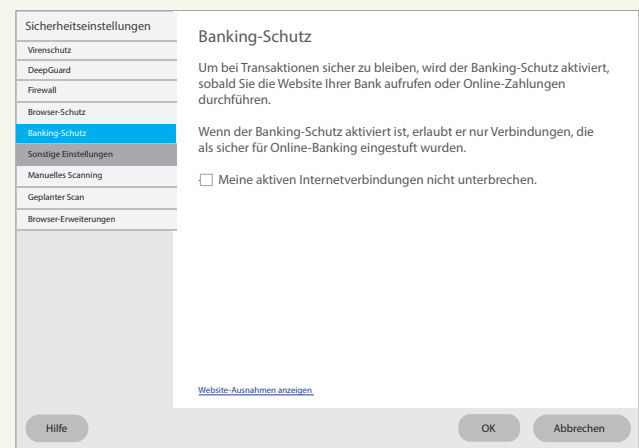 Sicherheitseinstellungen
Virenschutz
DeepGuard
Firewall
Browser-Schutz
Banking-Schutz
Sonstige Einstellungen
Manuelles Scanning
Geplanter Scan
Browser-Erweiterungen
Banking-Schutz
Um bei Transaktionen sicher zu bleiben, wird der Banking-Schutz aktiviert,
sobald Sie die Website Ihrer Bank aufrufen oder Online-Zahlungen
durchführen.
Wenn der Banking-Schutz aktiviert ist, erlaubt er nur Verbindungen, die
als sicher für Online-Banking eingestuft wurden.
Meine aktiven Internetverbindungen nicht unterbrechen.
Website-Ausnahmen anzeigen
Hilfe
OK
Abbrechen